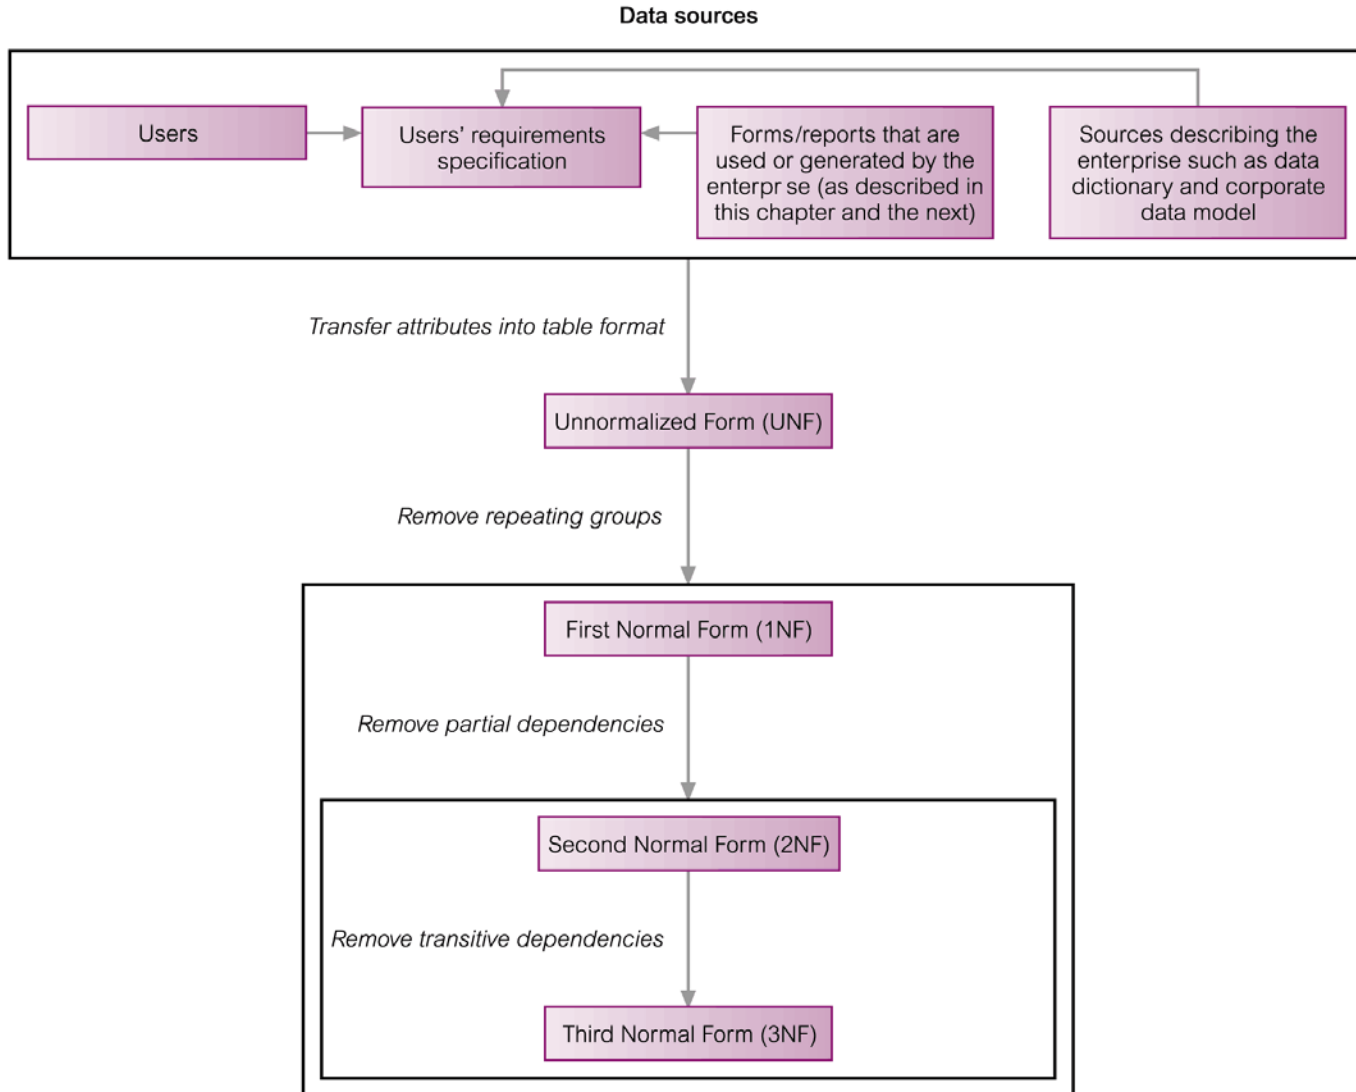 Data sources
Users
Users' requirements
specification
Forms/reports that are
used or generated by the
enterpr se (as described in
this chapter and the next)
Sources describing the
enterprise such as data
dictionary and corporate
data model
Transfer attributes into table format
Unnormalized Form (UNF)
Remove repeating groups
First Normal Form (1NF)
Remove partial dependencies
Second Normal Form (2NF)
Remove transitive dependencies
Third Normal Form (3NF)